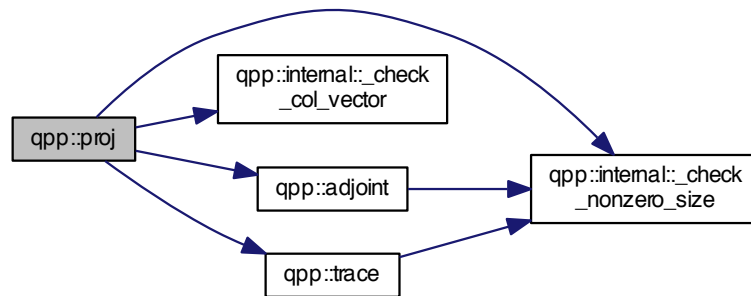 qpp::proj
qpp::internal::_check
_col_vector
qpp::adjoint
qpp::trace
qpp::internal::_check
_nonzero_size